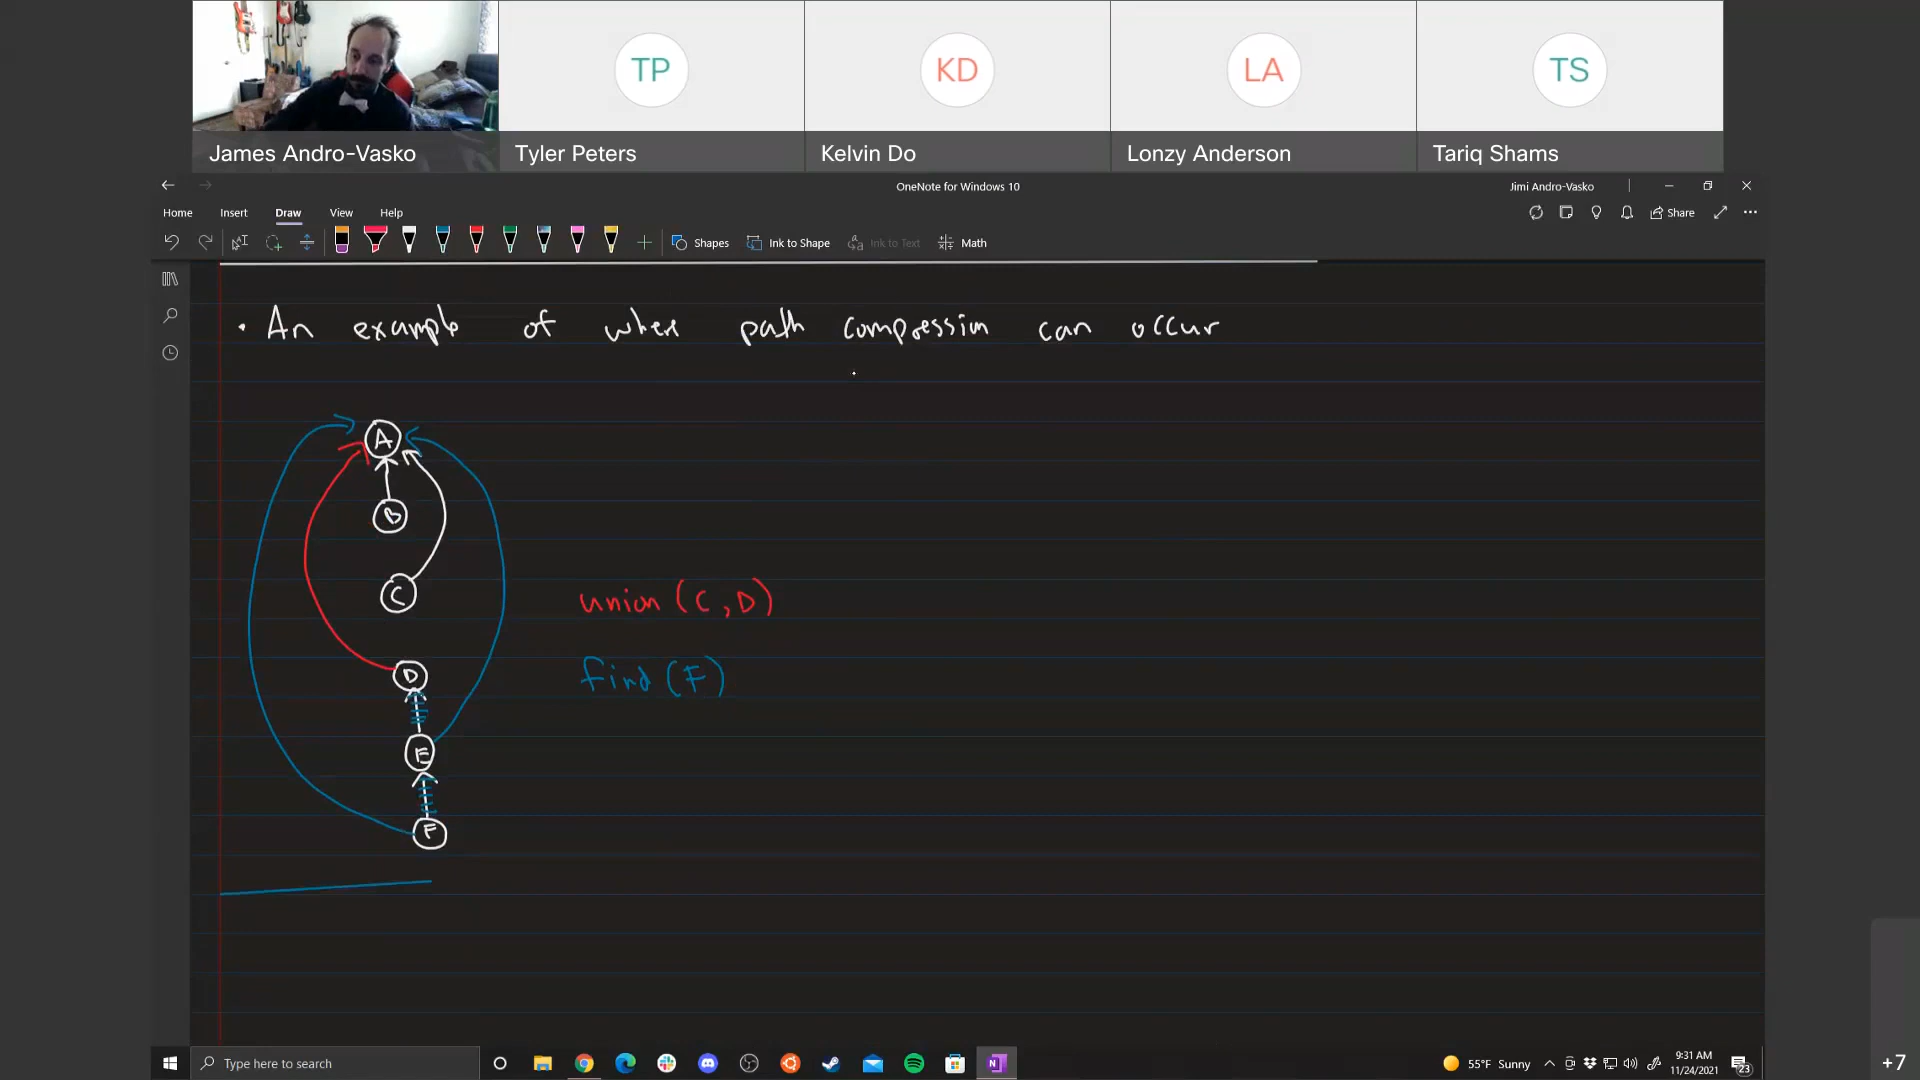 TP
KD
LA
TS
James Andro-Vasko
Tyler Peters
Kelvin Do
Lonzy Anderson
Tariq Shams
OneNote for Windows 10
Jimi Andro-Vasko
Home Insert Draw View Help
Share
Shapes Ink to Shape Ink to Text Math
• An example of where path compression can occur
A
B
C
union (C,D)
D
find (F)
E
F
Type here to search
55°F Sunny
9:31 AM
11/24/2021
23
+7